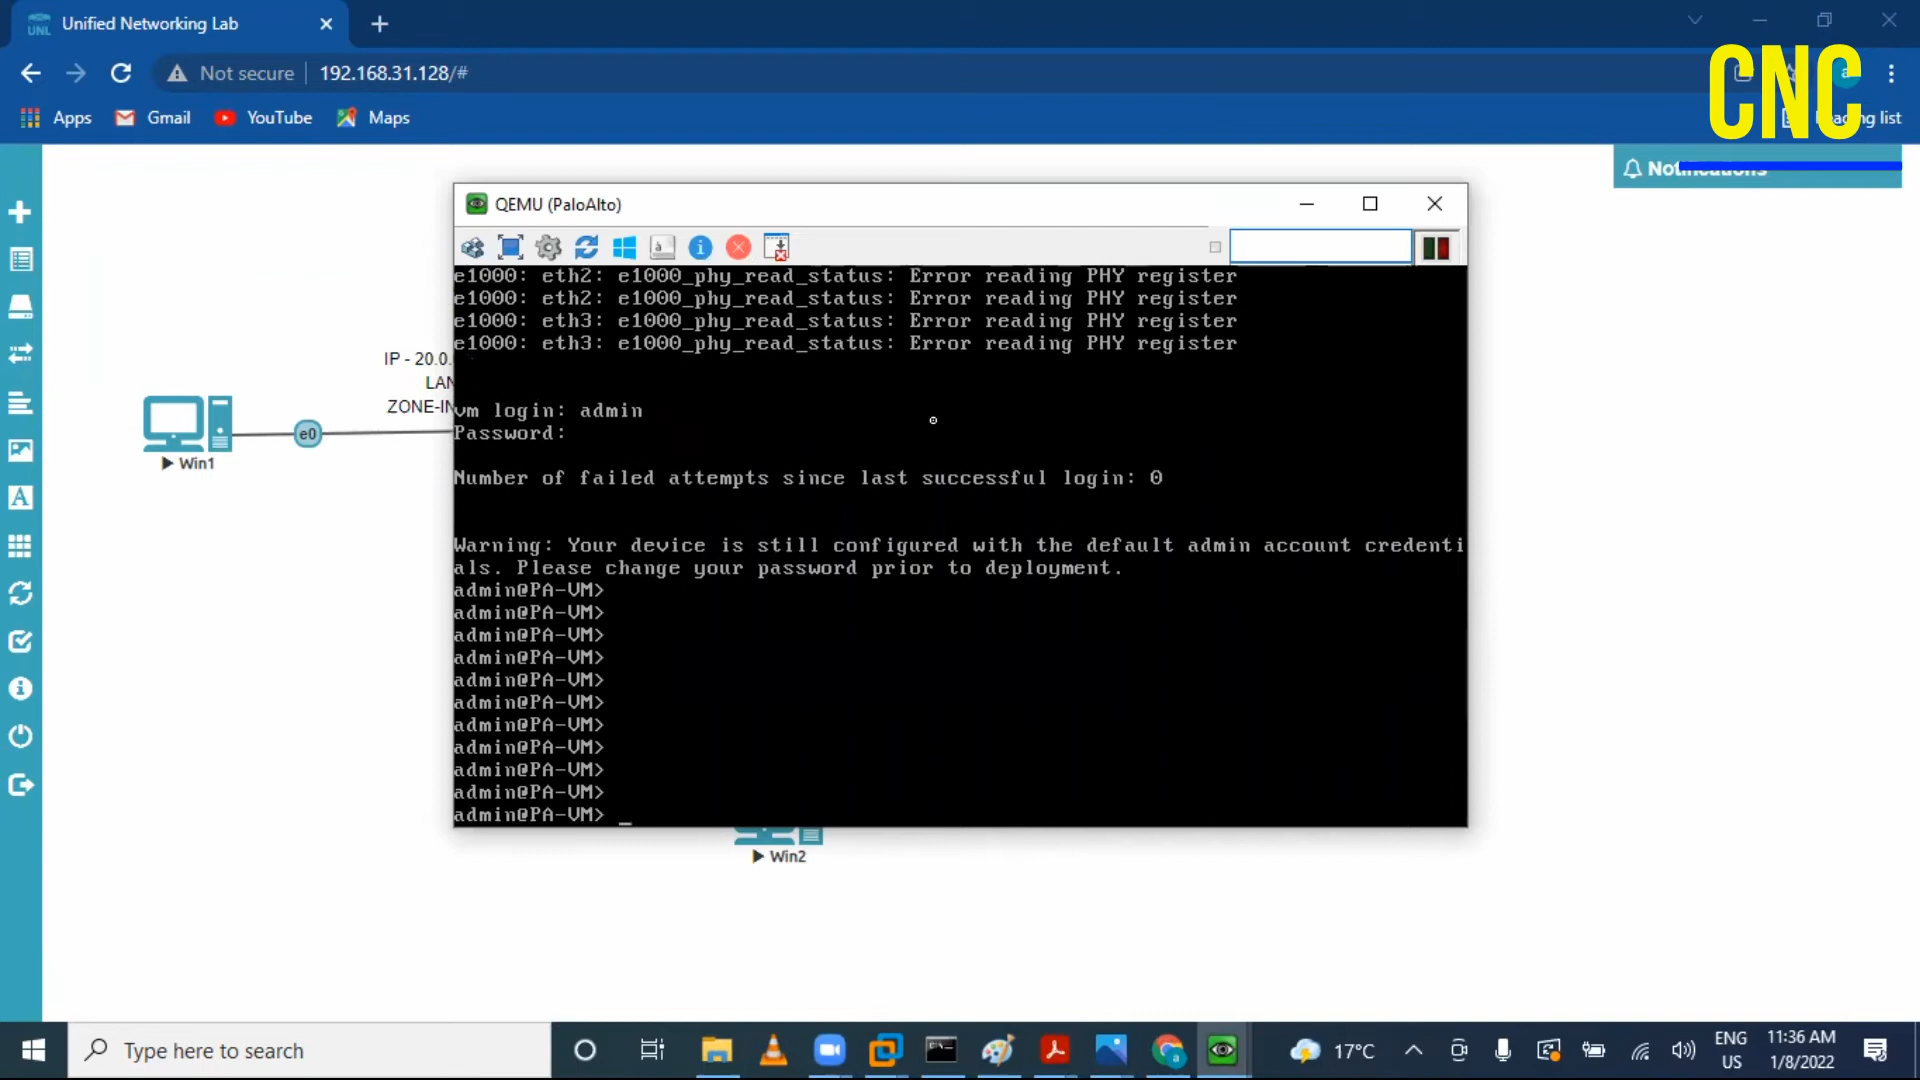 Unified Networking Lab
Not secure
192.168.31.128/#
Apps
Gmail
YouTube
Maps
CNC
Notifications
QEMU (PaloAlto)
e1000: eth2: e1000_phy_read_status: Error reading PHY register
e1000: eth2: e1000_phy_read_status: Error reading PHY register
e1000: eth3: e1000_phy_read_status: Error reading PHY register
e1000: eth3: e1000_phy_read_status: Error reading PHY register
vm login: admin
Password:
Number of failed attempts since last successful login: 0
Warning: Your device is still configured with the default admin account credenti
als. Please change your password prior to deployment.
admin@PA-VM>
admin@PA-VM>
admin@PA-VM>
admin@PA-VM>
admin@PA-VM>
admin@PA-VM>
admin@PA-VM>
admin@PA-VM>
admin@PA-VM>
admin@PA-VM>
admin@PA-VM> _
IP - 20.0.
LAN
ZONE-IN
e0
Win1
Win2
Type here to search
17°C
ENG
US
11:36 AM
1/8/2022